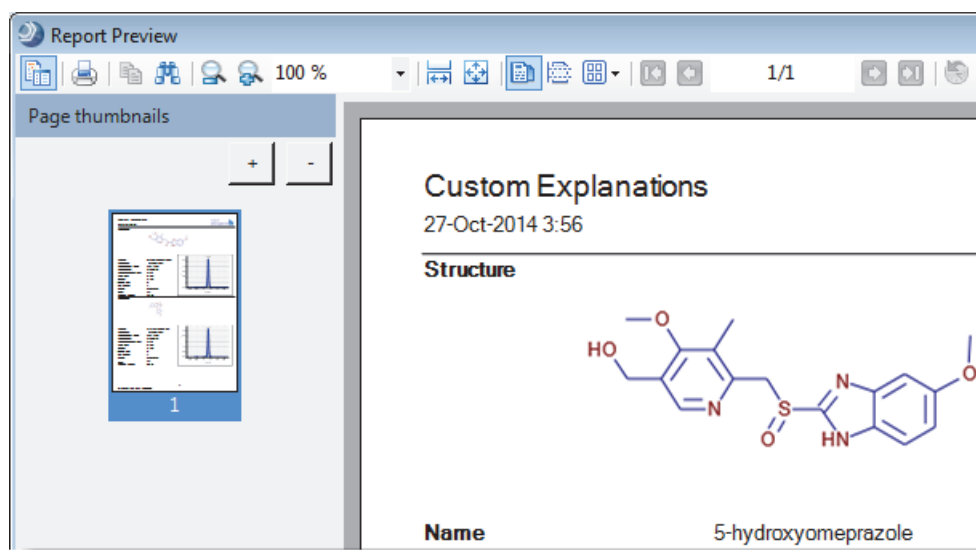 Report Preview
100 %
1/1
Page thumbnails
+ -
1
Custom Explanations
27-Oct-2014 3:56
Structure
O
HO
N
N
S
O
HN
O
Name 5-hydroxyomeprazole